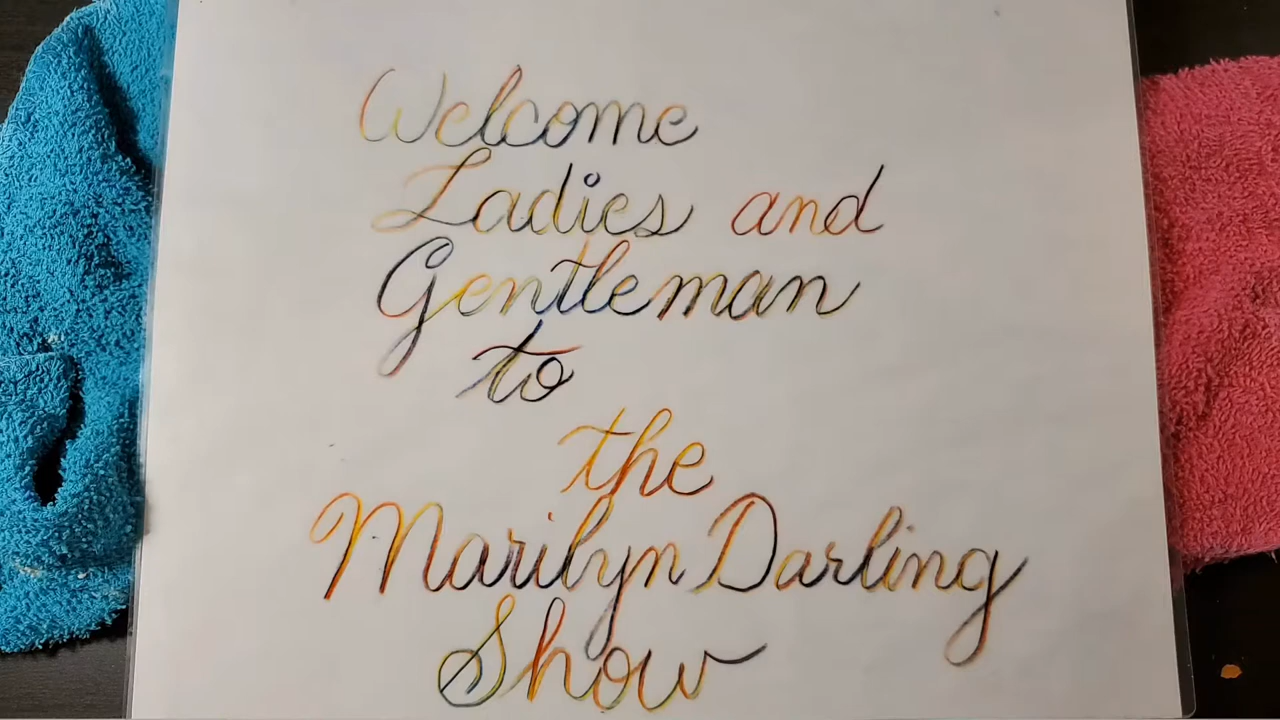 Welcome
Ladies and
Gentleman
to
the
Marilyn Darling
Show